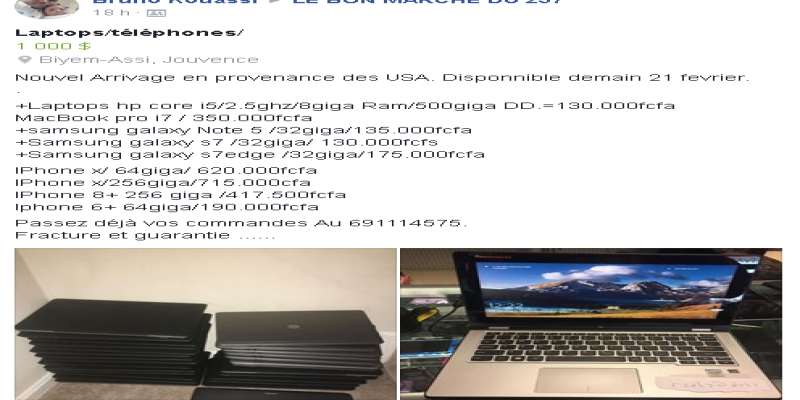 Bruno Kouassi ▸ LE BON MARCHE DU 237
18 h ·
Laptops/téléphones/
1 000 $
Biyem-Assi, Jouvence
Nouvel Arrivage en provenance des USA. Disponnible demain 21 fevrier.
.
+Laptops hp core i5/2.5ghz/8giga Ram/500giga DD.=130.000fcfa
MacBook pro i7 / 350.000fcfa
+samsung galaxy Note 5 /32giga/135.000fcfa
+Samsung galaxy s7 /32giga/ 130.000fcfs
+Samsung galaxy s7edge /32giga/175.000fcfa
IPhone x/ 64giga/ 620.000fcfa
IPhone x/256giga/715.000cfa
IPhone 8+ 256 giga /417.500fcfa
Iphone 6+ 64giga/190.000fcfa
Passez déjà vos commandes Au 691114575.
Fracture et guarantie ......
12:22